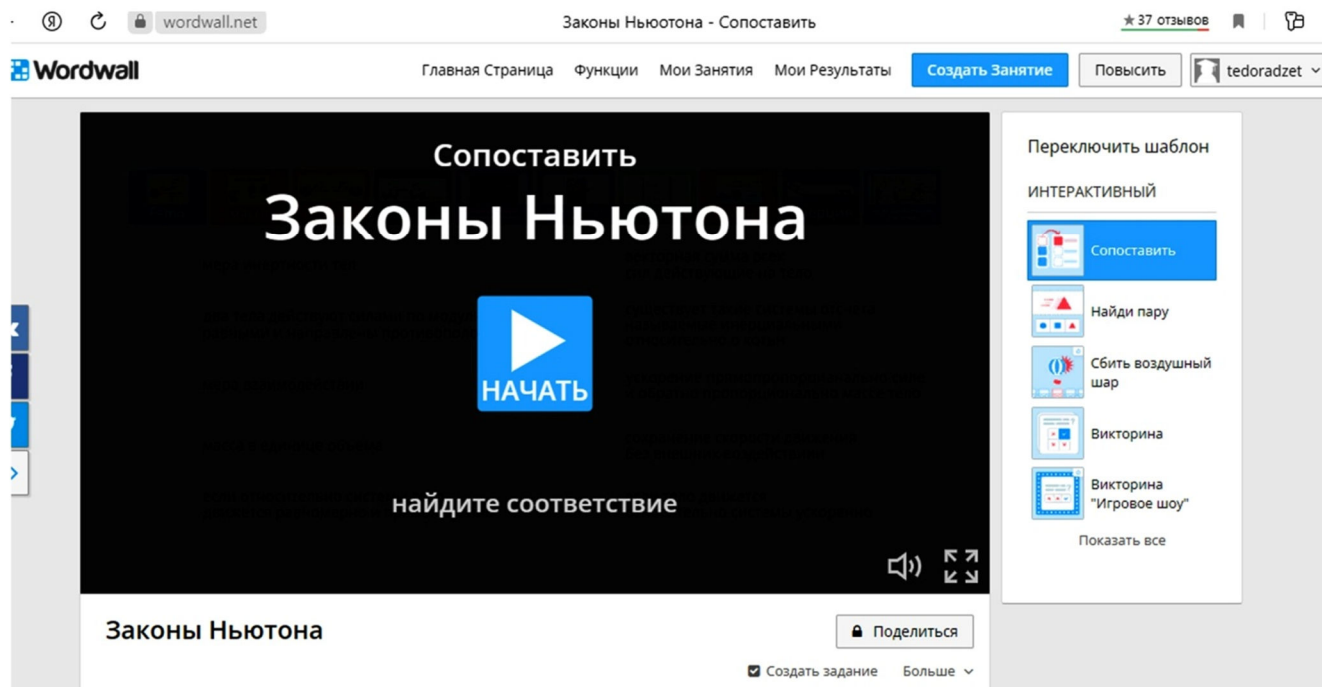 wordwall.net
Законы Ньюотона - Сопоставить
37 отзывов
Wordwall
Главная Страница
Функции
Мои Занятия
Мои Результаты
Создать Занятие
Повысить
tedoradzet
Сопоставить
Законы Ньютона
НАЧАТЬ
найдите соответствие
Переключить шаблон
ИНТЕРАКТИВНЫЙ
Сопоставить
Найди пару
Сбить воздушный
шар
Викторина
Викторина
"Игровое шоу"
Показать все
Законы Ньютона
Поделиться
Создать задание
Больше